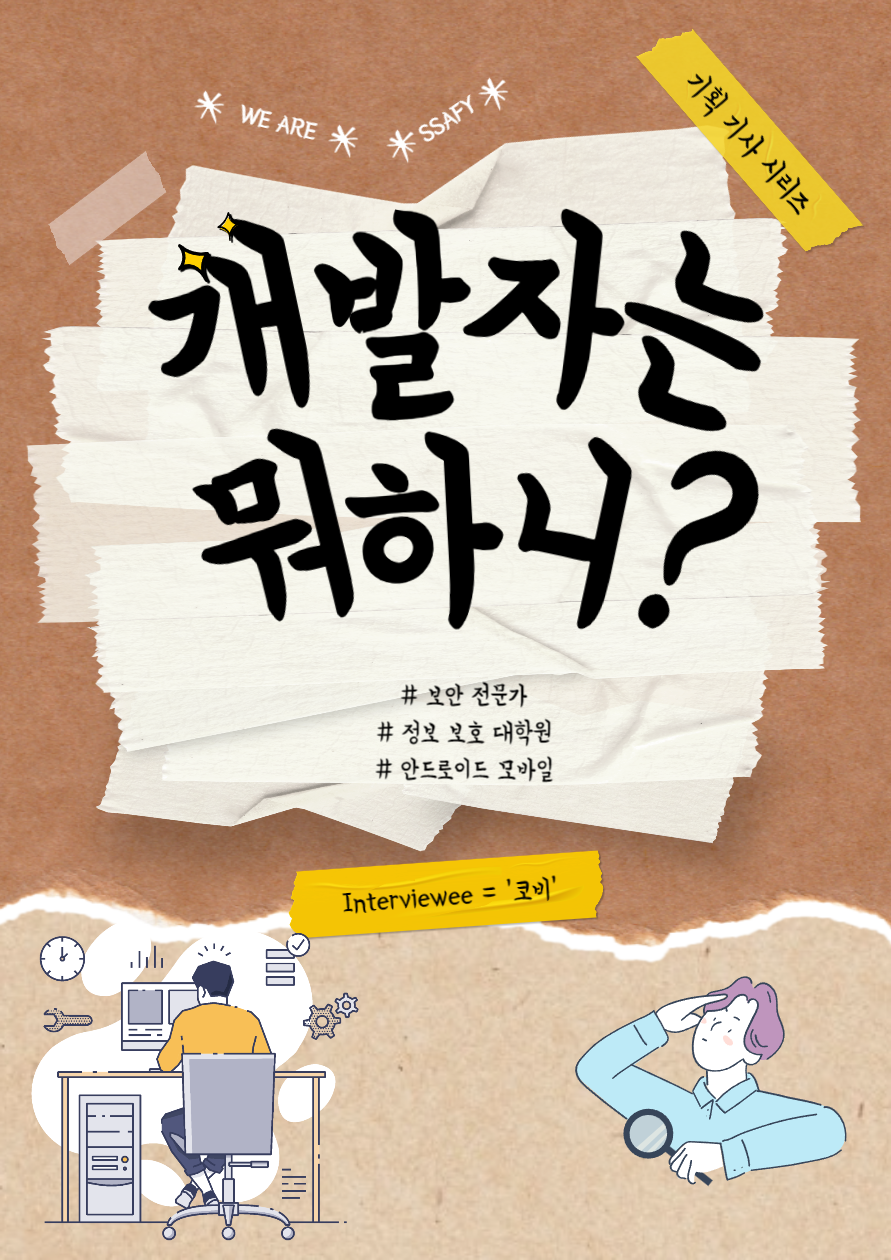 WE ARE SSAFY
기획 기사 시리즈
개발자는
뭐하니?
# 보안 전문가
# 정보 보호 대학원
# 안드로이드 모바일
Interviewee = '코비'